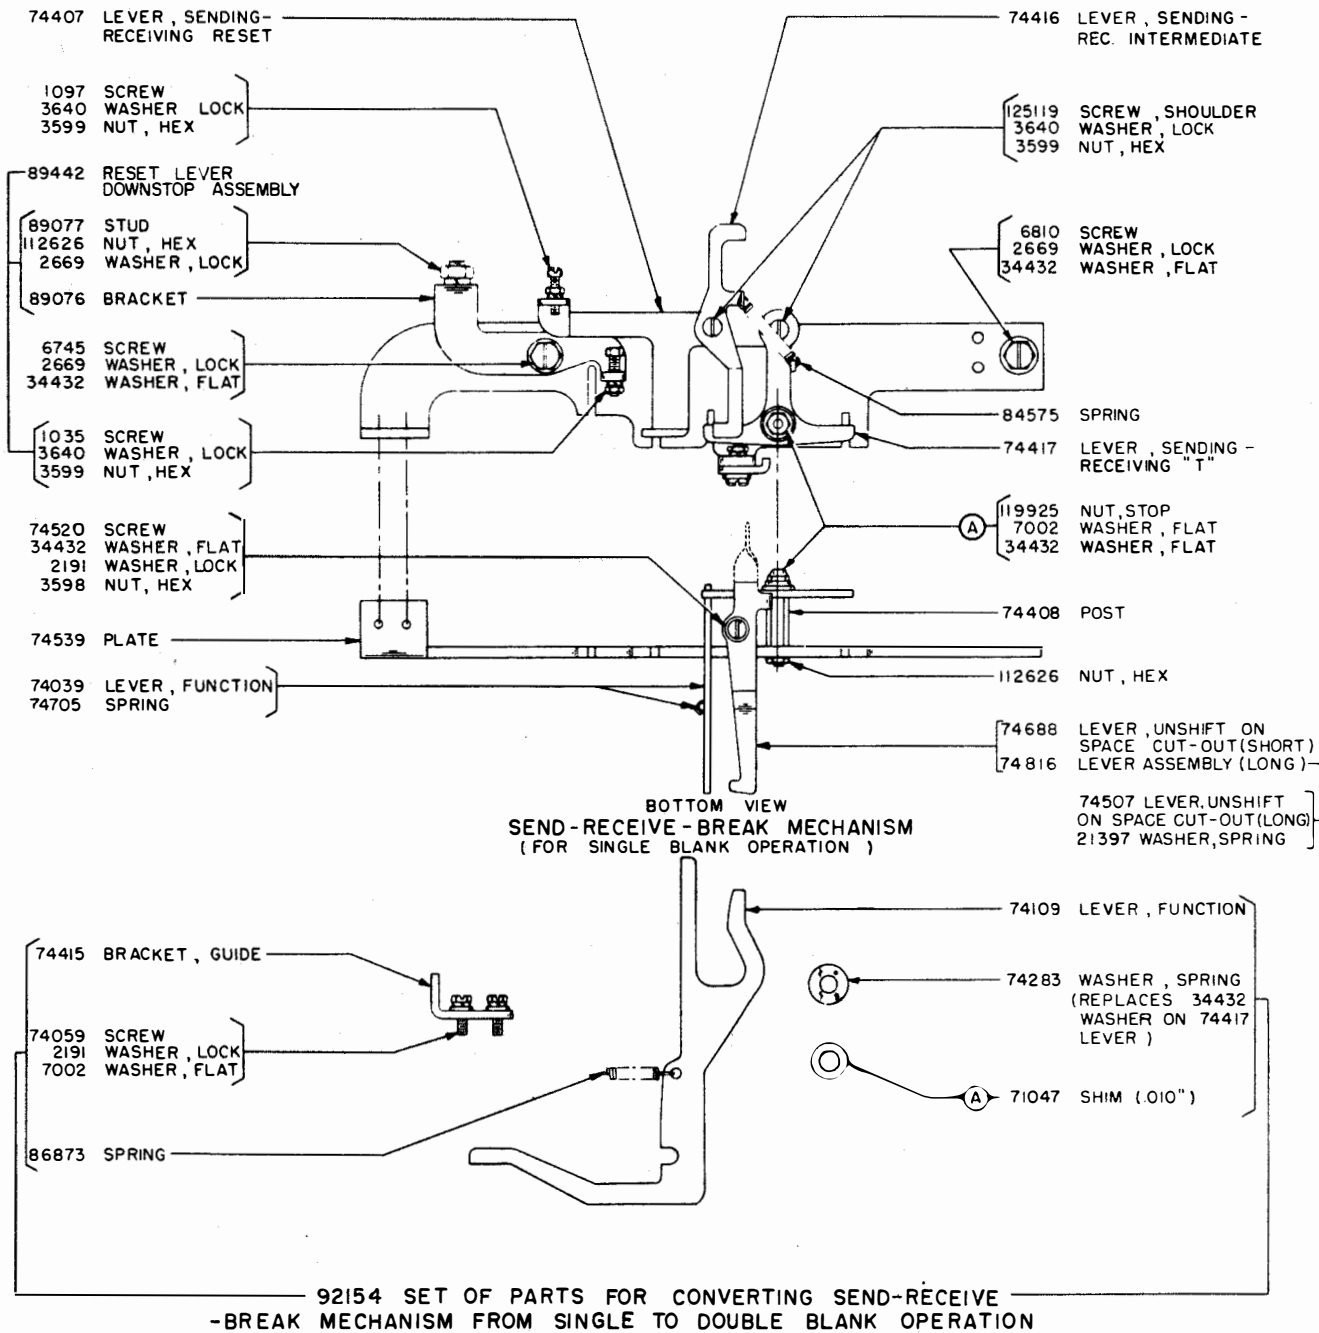 74407 LEVER, SENDING-
RECEIVING RESET
1097 SCREW
3640 WASHER LOCK
3599 NUT, HEX
89442 RESET LEVER
DOWNSTOP ASSEMBLY
89077 STUD
112626 NUT, HEX
2669 WASHER, LOCK
89076 BRACKET
6745 SCREW
2669 WASHER, LOCK
34432 WASHER, FLAT
1035 SCREW
3640 WASHER, LOCK
3599 NUT, HEX
74520 SCREW
34432 WASHER, FLAT
2191 WASHER, LOCK
3598 NUT, HEX
74539 PLATE
74039 LEVER, FUNCTION
74705 SPRING
74416 LEVER, SENDING-
REC. INTERMEDIATE
125119 SCREW, SHOULDER
3640 WASHER, LOCK
3599 NUT, HEX
6810 SCREW
2669 WASHER, LOCK
34432 WASHER, FLAT
84575 SPRING
74417 LEVER, SENDING-
RECEIVING "T"
A
119925 NUT, STOP
7002 WASHER, FLAT
34432 WASHER, FLAT
74408 POST
112626 NUT, HEX
74688 LEVER, UNSHIFT ON
SPACE CUT-OUT(SHORT)
74816 LEVER ASSEMBLY (LONG)
74507 LEVER, UNSHIFT
ON SPACE CUT-OUT(LONG)
21397 WASHER, SPRING
BOTTOM VIEW
SEND-RECEIVE-BREAK MECHANISM
(FOR SINGLE BLANK OPERATION)
74415 BRACKET, GUIDE
74059 SCREW
2191 WASHER, LOCK
7002 WASHER, FLAT
86873 SPRING
74109 LEVER, FUNCTION
74283 WASHER, SPRING
(REPLACES 34432
WASHER ON 74417
LEVER)
A 71047 SHIM (.010")
92154 SET OF PARTS FOR CONVERTING SEND-RECEIVE
-BREAK MECHANISM FROM SINGLE TO DOUBLE BLANK OPERATION